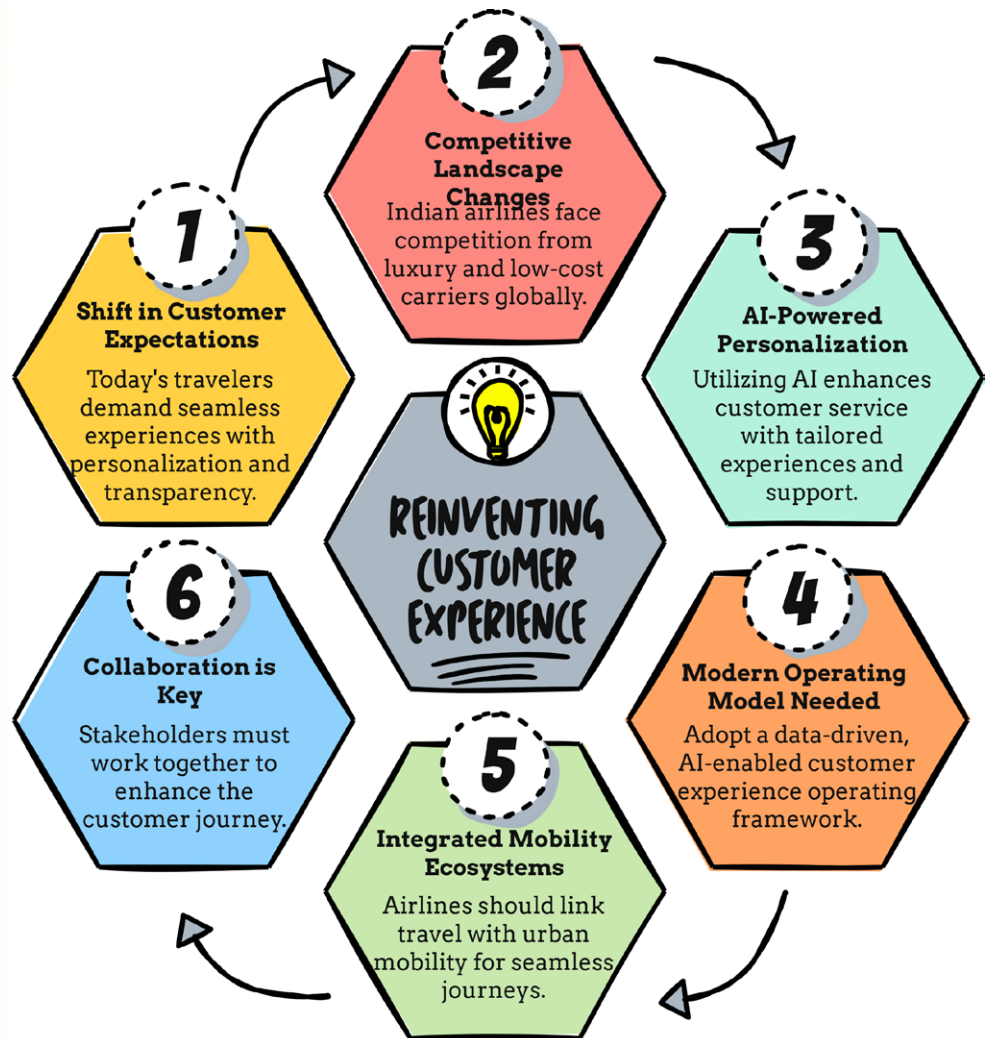 1
Shift in Customer
Expectations
Today's travelers
demand seamless
experiences with
personalization and
transparency.
2
Competitive
Landscape
Changes
Indian airlines face
competition from
luxury and low-cost
carriers globally.
3
AI-Powered
Personalization
Utilizing AI enhances
customer service
with tailored
experiences and
support.
4
Modern Operating
Model Needed
Adopt a data-driven,
AI-enabled customer
experience operating
framework.
5
Integrated Mobility
Ecosystems
Airlines should link
travel with urban
mobility for seamless
journeys.
6
Collaboration is
Key
Stakeholders must
work together to
enhance the
customer journey.
REINVENTING
CUSTOMER
EXPERIENCE